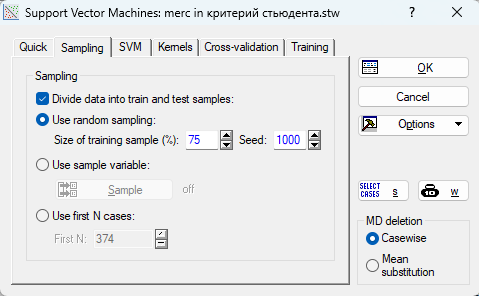 Support Vector Machines: merc in критерий стьюдента.stw
Quick Sampling SVM Kernels Cross-validation Training
Sampling
Divide data into train and test samples:
Use random sampling:
Size of training sample (%): 75 Seed: 1000
Use sample variable:
Sample off
Use first N cases:
First N: 374
OK
Cancel
Options
SELECT CASES S
W
MD deletion
Casewise
Mean
substitution